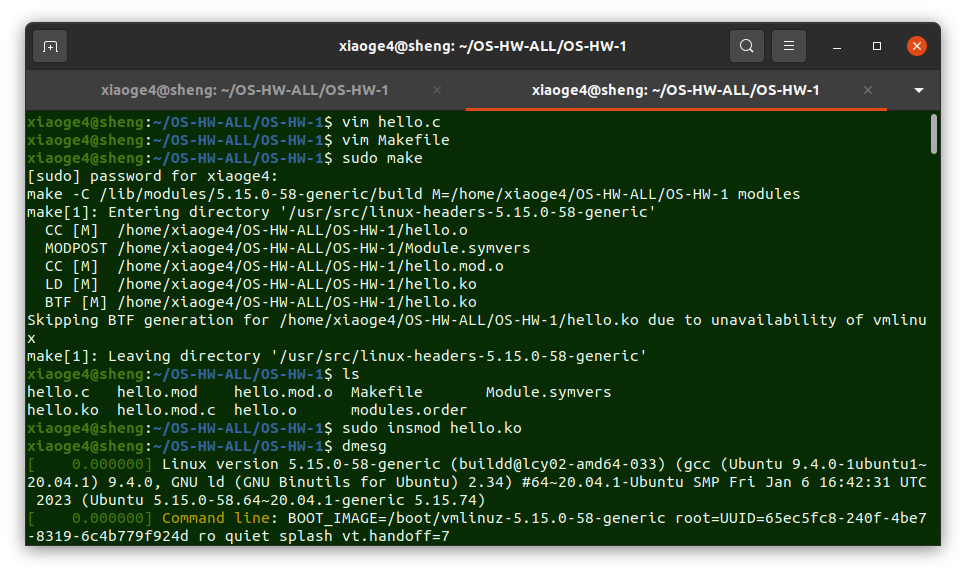 xiaoge4@sheng: ~/OS-HW-ALL/OS-HW-1
xiaoge4@sheng: ~/OS-HW-ALL/OS-HW-1
xiaoge4@sheng: ~/OS-HW-ALL/OS-HW-1
xiaoge4@sheng:~/OS-HW-ALL/OS-HW-1$ vim hello.c
xiaoge4@sheng:~/OS-HW-ALL/OS-HW-1$ vim Makefile
xiaoge4@sheng:~/OS-HW-ALL/OS-HW-1$ sudo make
[sudo] password for xiaoge4:
make -C /lib/modules/5.15.0-58-generic/build M=/home/xiaoge4/OS-HW-ALL/OS-HW-1 modules
make[1]: Entering directory '/usr/src/linux-headers-5.15.0-58-generic'
  CC [M]  /home/xiaoge4/OS-HW-ALL/OS-HW-1/hello.o
  MODPOST /home/xiaoge4/OS-HW-ALL/OS-HW-1/Module.symvers
  CC [M]  /home/xiaoge4/OS-HW-ALL/OS-HW-1/hello.mod.o
  LD [M]  /home/xiaoge4/OS-HW-ALL/OS-HW-1/hello.ko
  BTF [M] /home/xiaoge4/OS-HW-ALL/OS-HW-1/hello.ko
Skipping BTF generation for /home/xiaoge4/OS-HW-ALL/OS-HW-1/hello.ko due to unavailability of vmlinu
x
make[1]: Leaving directory '/usr/src/linux-headers-5.15.0-58-generic'
xiaoge4@sheng:~/OS-HW-ALL/OS-HW-1$ ls
hello.c   hello.mod    hello.mod.o  Makefile       Module.symvers
hello.ko  hello.mod.c  hello.o      modules.order
xiaoge4@sheng:~/OS-HW-ALL/OS-HW-1$ sudo insmod hello.ko
xiaoge4@sheng:~/OS-HW-ALL/OS-HW-1$ dmesg
[    0.000000] Linux version 5.15.0-58-generic (buildd@lcy02-amd64-033) (gcc (Ubuntu 9.4.0-1ubuntu1~
20.04.1) 9.4.0, GNU ld (GNU Binutils for Ubuntu) 2.34) #64~20.04.1-Ubuntu SMP Fri Jan 6 16:42:31 UTC
 2023 (Ubuntu 5.15.0-58.64~20.04.1-generic 5.15.74)
[    0.000000] Command line: BOOT_IMAGE=/boot/vmlinuz-5.15.0-58-generic root=UUID=65ec5fc8-240f-4be7
-8319-6c4b779f924d ro quiet splash vt.handoff=7